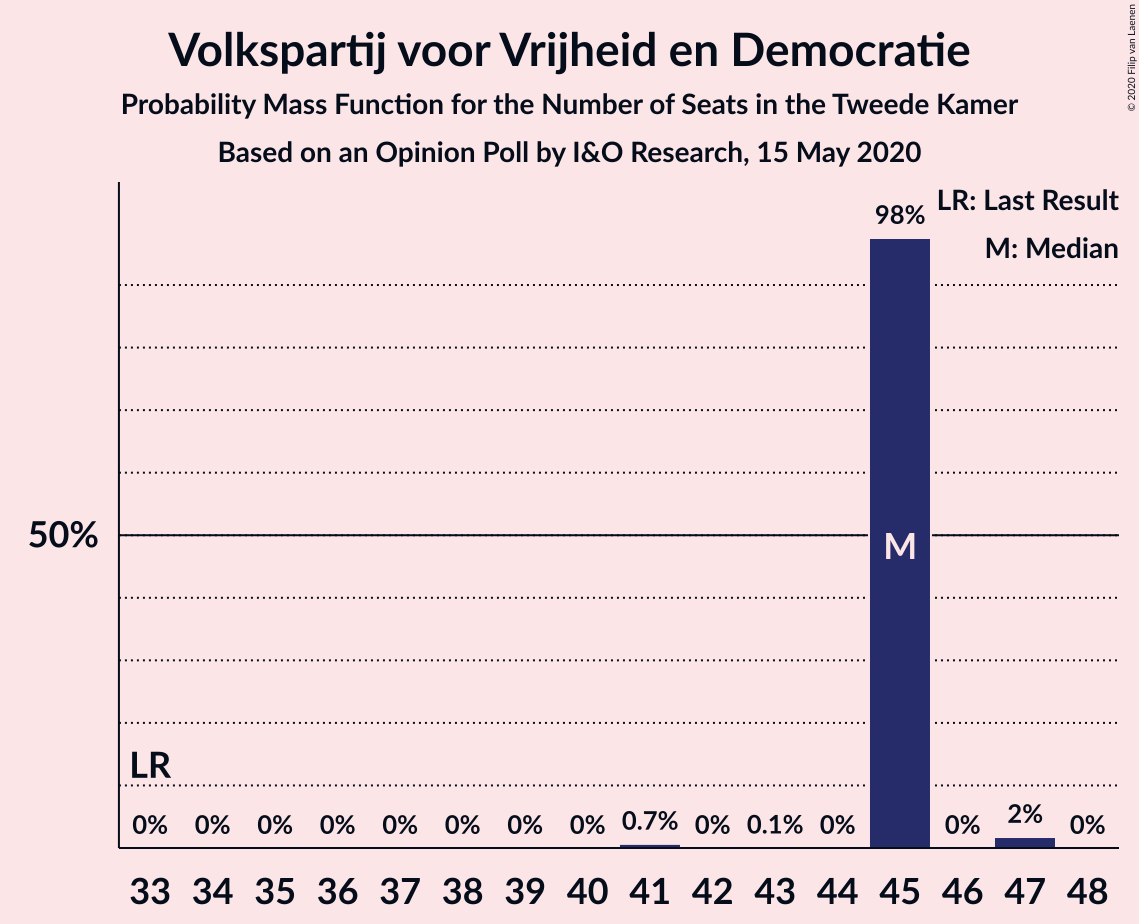 Volkspartij voor Vrijheid en Democratie
Probability Mass Function for the Number of Seats in the Tweede Kamer
Based on an Opinion Poll by I&O Research, 15 May 2020
© 2020 Filip van Laenen
LR: Last Result
M: Median
98%
50%
M
LR
0% 0% 0% 0% 0% 0% 0% 0% 0.7% 0% 0.1% 0% 0% 2% 0%
33 34 35 36 37 38 39 40 41 42 43 44 45 46 47 48